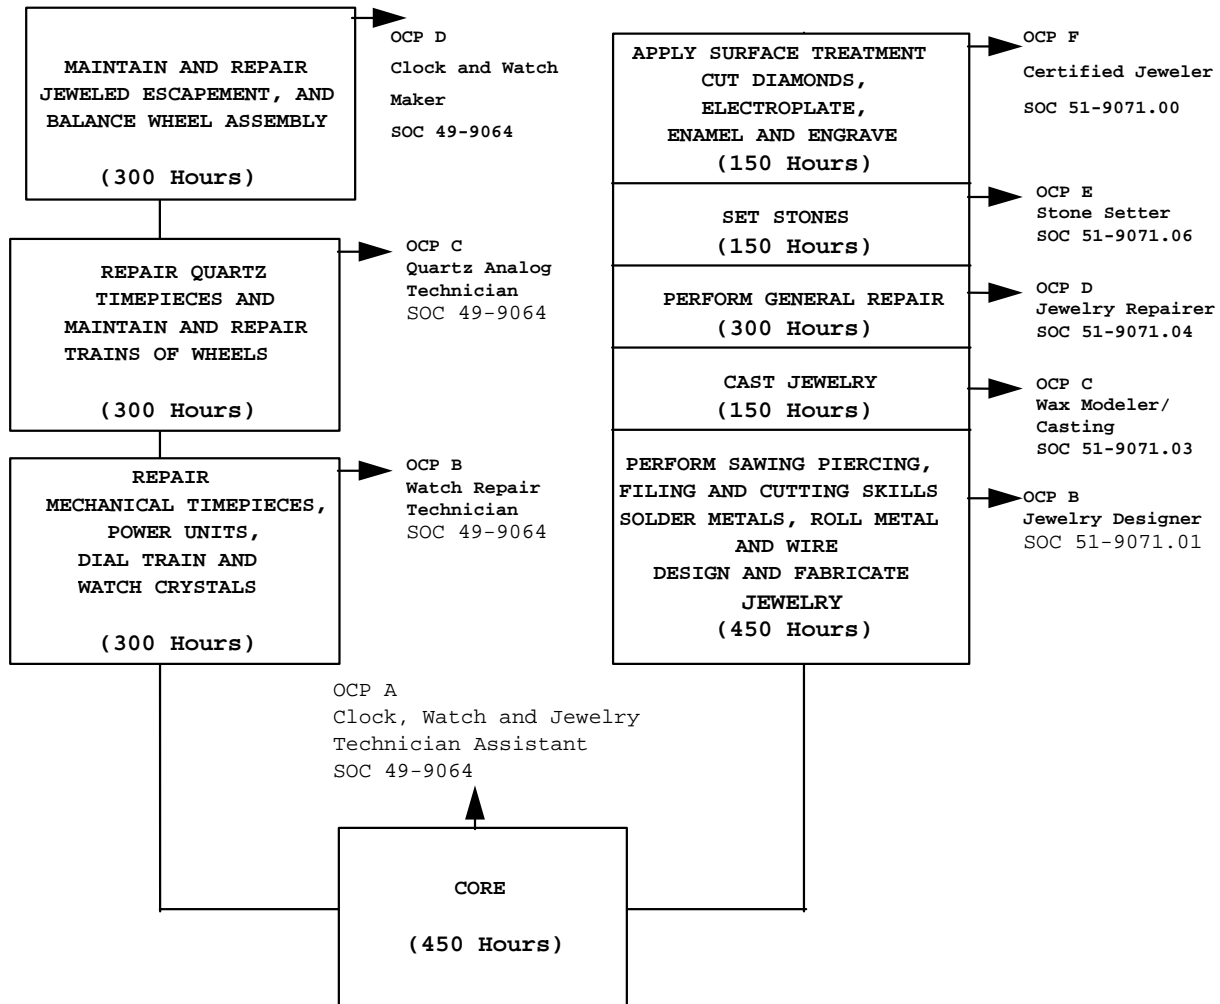 MAINTAIN AND REPAIR
JEWELED ESCAPEMENT, AND
BALANCE WHEEL ASSEMBLY
(300 Hours)
OCP D
Clock and Watch
Maker
SOC 49-9064
REPAIR QUARTZ
TIMEPIECES AND
MAINTAIN AND REPAIR
TRAINS OF WHEELS
(300 Hours)
OCP C
Quartz Analog
Technician
SOC 49-9064
REPAIR
MECHANICAL TIMEPIECES,
POWER UNITS,
DIAL TRAIN AND
WATCH CRYSTALS
(300 Hours)
OCP B
Watch Repair
Technician
SOC 49-9064
APPLY SURFACE TREATMENT
CUT DIAMONDS,
ELECTROPLATE,
ENAMEL AND ENGRAVE
(150 Hours)
OCP F
Certified Jeweler
SOC 51-9071.00
SET STONES
(150 Hours)
OCP E
Stone Setter
SOC 51-9071.06
PERFORM GENERAL REPAIR
(300 Hours)
OCP D
Jewelry Repairer
SOC 51-9071.04
CAST JEWELRY
(150 Hours)
OCP C
Wax Modeler/
Casting
SOC 51-9071.03
PERFORM SAWING PIERCING,
FILING AND CUTTING SKILLS
SOLDER METALS, ROLL METAL
AND WIRE
DESIGN AND FABRICATE
JEWELRY
(450 Hours)
OCP B
Jewelry Designer
SOC 51-9071.01
OCP A
Clock, Watch and Jewelry
Technician Assistant
SOC 49-9064
CORE
(450 Hours)